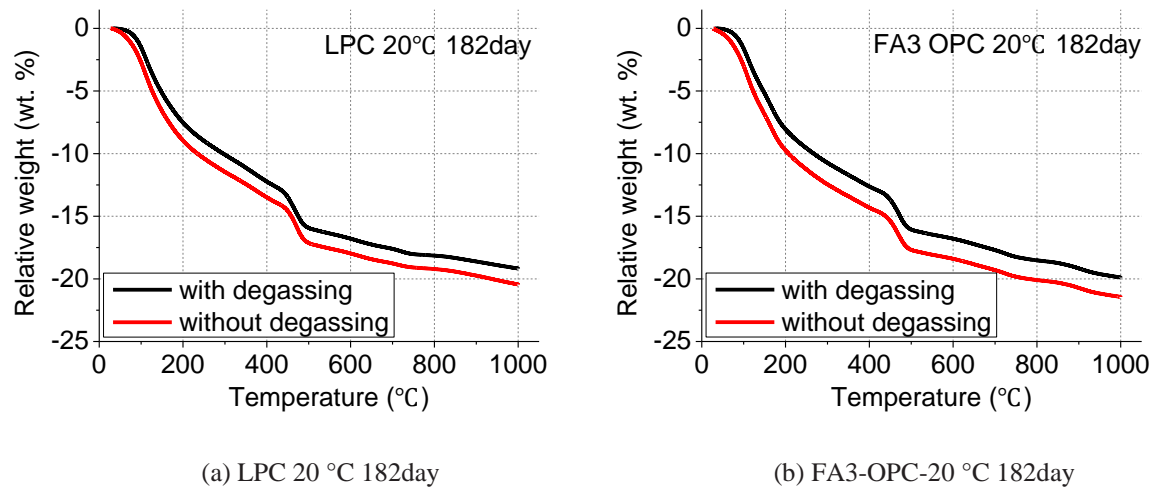 LPC 20℃ 182day
Relative weight (wt. %)
0
-5
-10
-15
-20
-25
with degassing
without degassing
0 200 400 600 800 1000
Temperature (℃)
(a) LPC 20 °C 182day
FA3 OPC 20℃ 182day
Relative weight (wt. %)
0
-5
-10
-15
-20
-25
with degassing
without degassing
0 200 400 600 800 1000
Temperature (℃)
(b) FA3-OPC-20 °C 182day